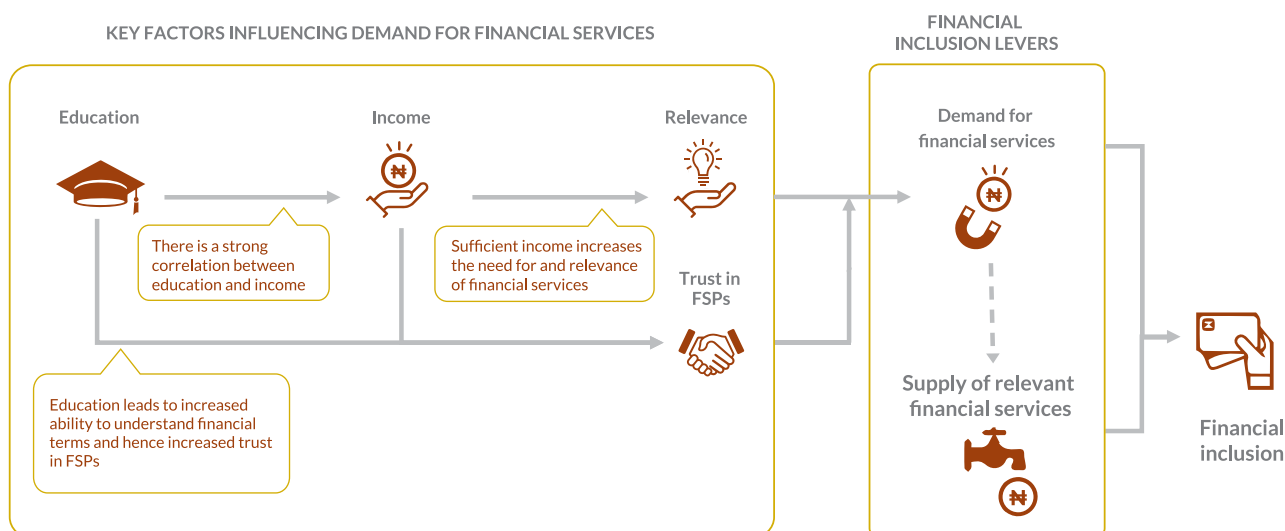 KEY FACTORS INFLUENCING DEMAND FOR FINANCIAL SERVICES
FINANCIAL
INCLUSION LEVERS
Education
Income
Relevance
There is a strong
correlation between
education and income
Sufficient income increases
the need for and relevance
of financial services
Trust in
FSPs
Education leads to increased
ability to understand financial
terms and hence increased trust
in FSPs
Demand for
financial services
Supply of relevant
financial services
Financial
inclusion